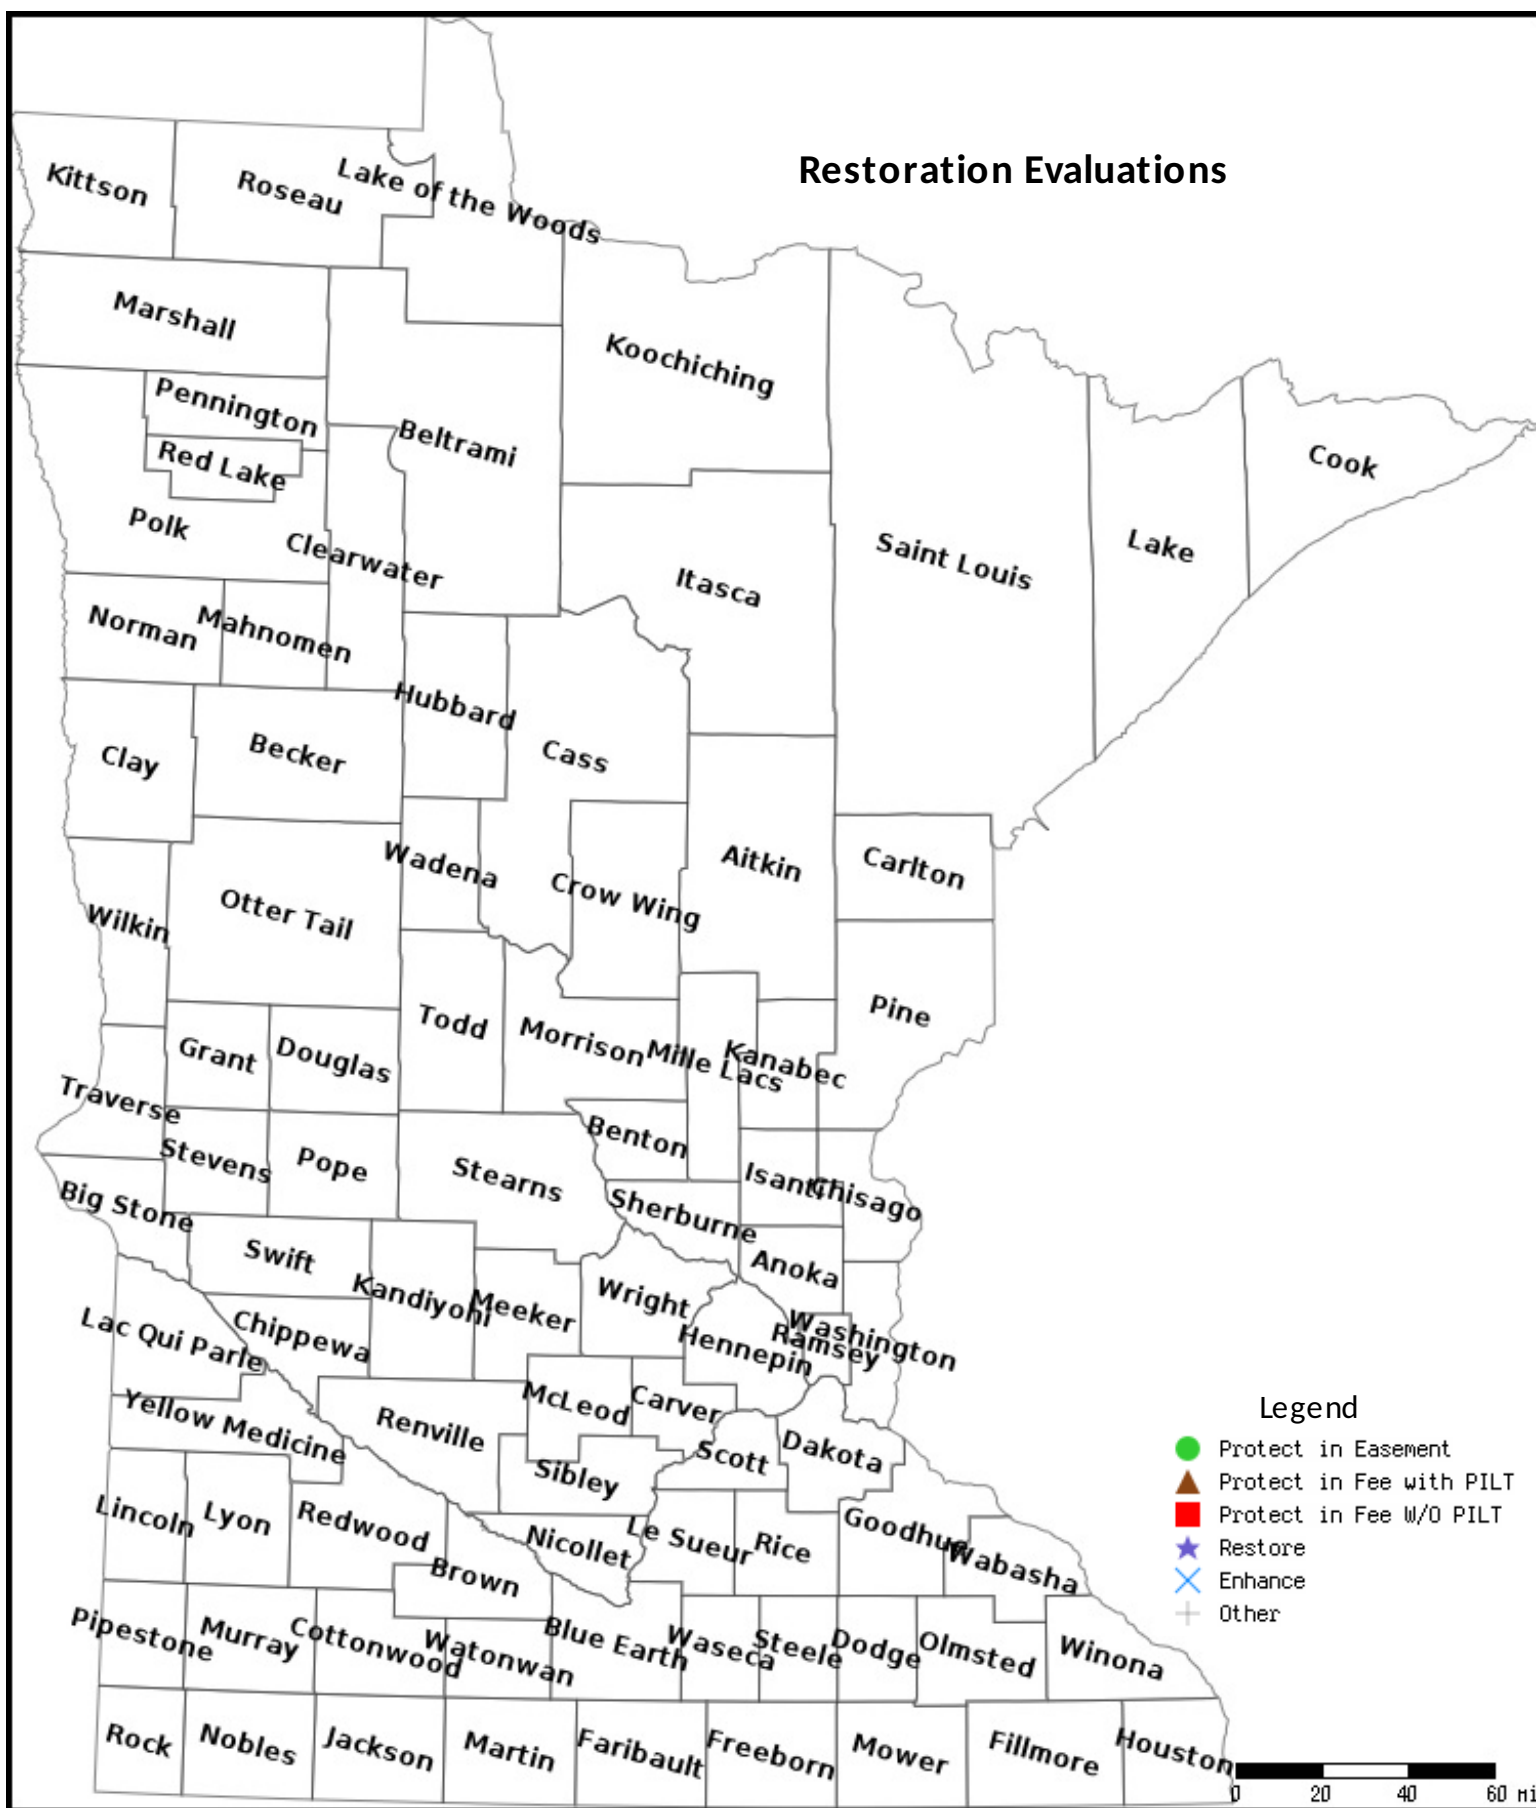 Restoration Evaluations
Kittson
Roseau
Lake of the Woods
Marshall
Koochiching
Pennington
Beltrami
Red Lake
Cook
Polk
Clearwater
Saint Louis
Lake
Itasca
Norman
Mahnomen
Hubbard
Clay
Becker
Cass
Wadena
Aitkin
Carlton
Crow Wing
Otter Tail
Wilkin
Pine
Todd
Morrison
Grant
Douglas
Mille Lacs
Kanabec
Traverse
Benton
Stevens
Pope
Stearns
Isanti
Chisago
Big Stone
Sherburne
Swift
Anoka
Kandiyohi
Meeker
Wright
Lac Qui Parle
Chippewa
Hennepin
Ramsey
Washington
McLeod
Carver
Yellow Medicine
Renville
Scott
Dakota
Sibley
Lincoln
Lyon
Redwood
Nicollet
Le Sueur
Rice
Goodhue
Wabasha
Brown
Pipestone
Murray
Cottonwood
Watonwan
Blue Earth
Waseca
Steele
Dodge
Olmsted
Winona
Rock
Nobles
Jackson
Martin
Faribault
Freeborn
Mower
Fillmore
Houston
Legend
Protect in Easement
Protect in Fee with PILT
Protect in Fee W/O PILT
Restore
Enhance
Other
0 20 40 60 mi